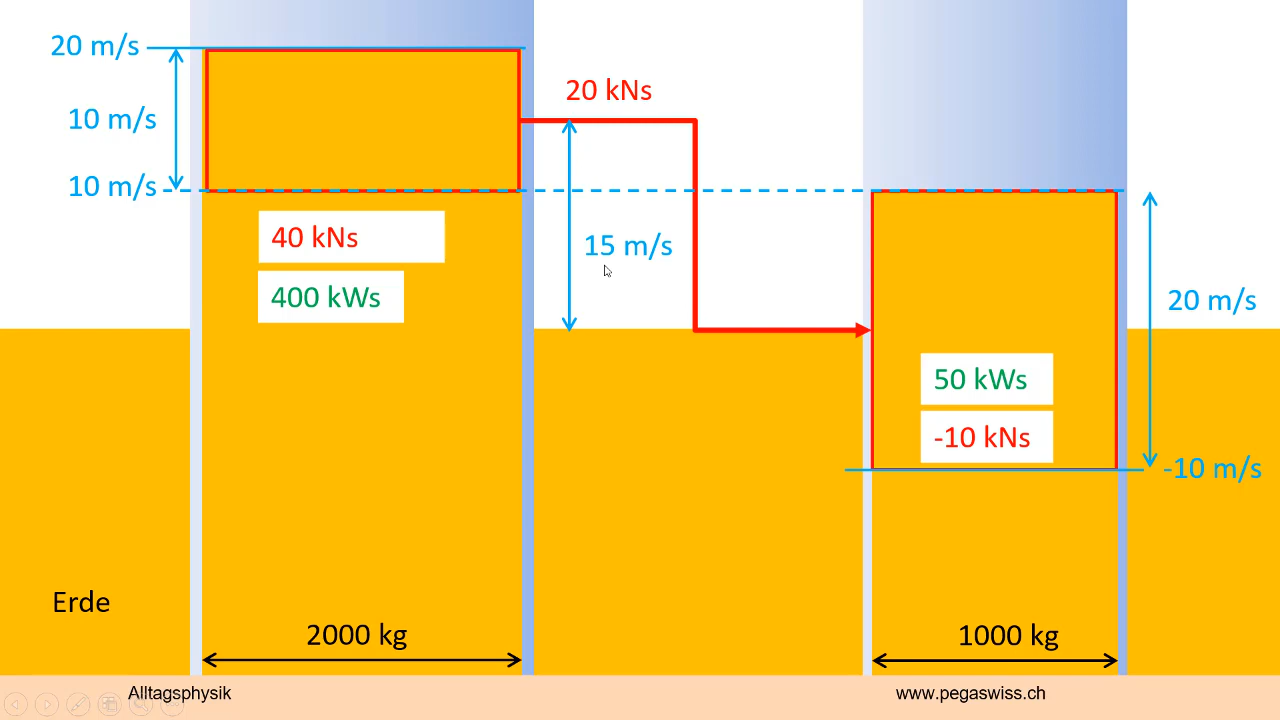 20 m/s
20 kNs
10 m/s
10 m/s
40 kNs
15 m/s
400 kWs
20 m/s
50 kWs
-10 kNs
-10 m/s
Erde
2000 kg
1000 kg
Alltagsphysik
www.pegaswiss.ch